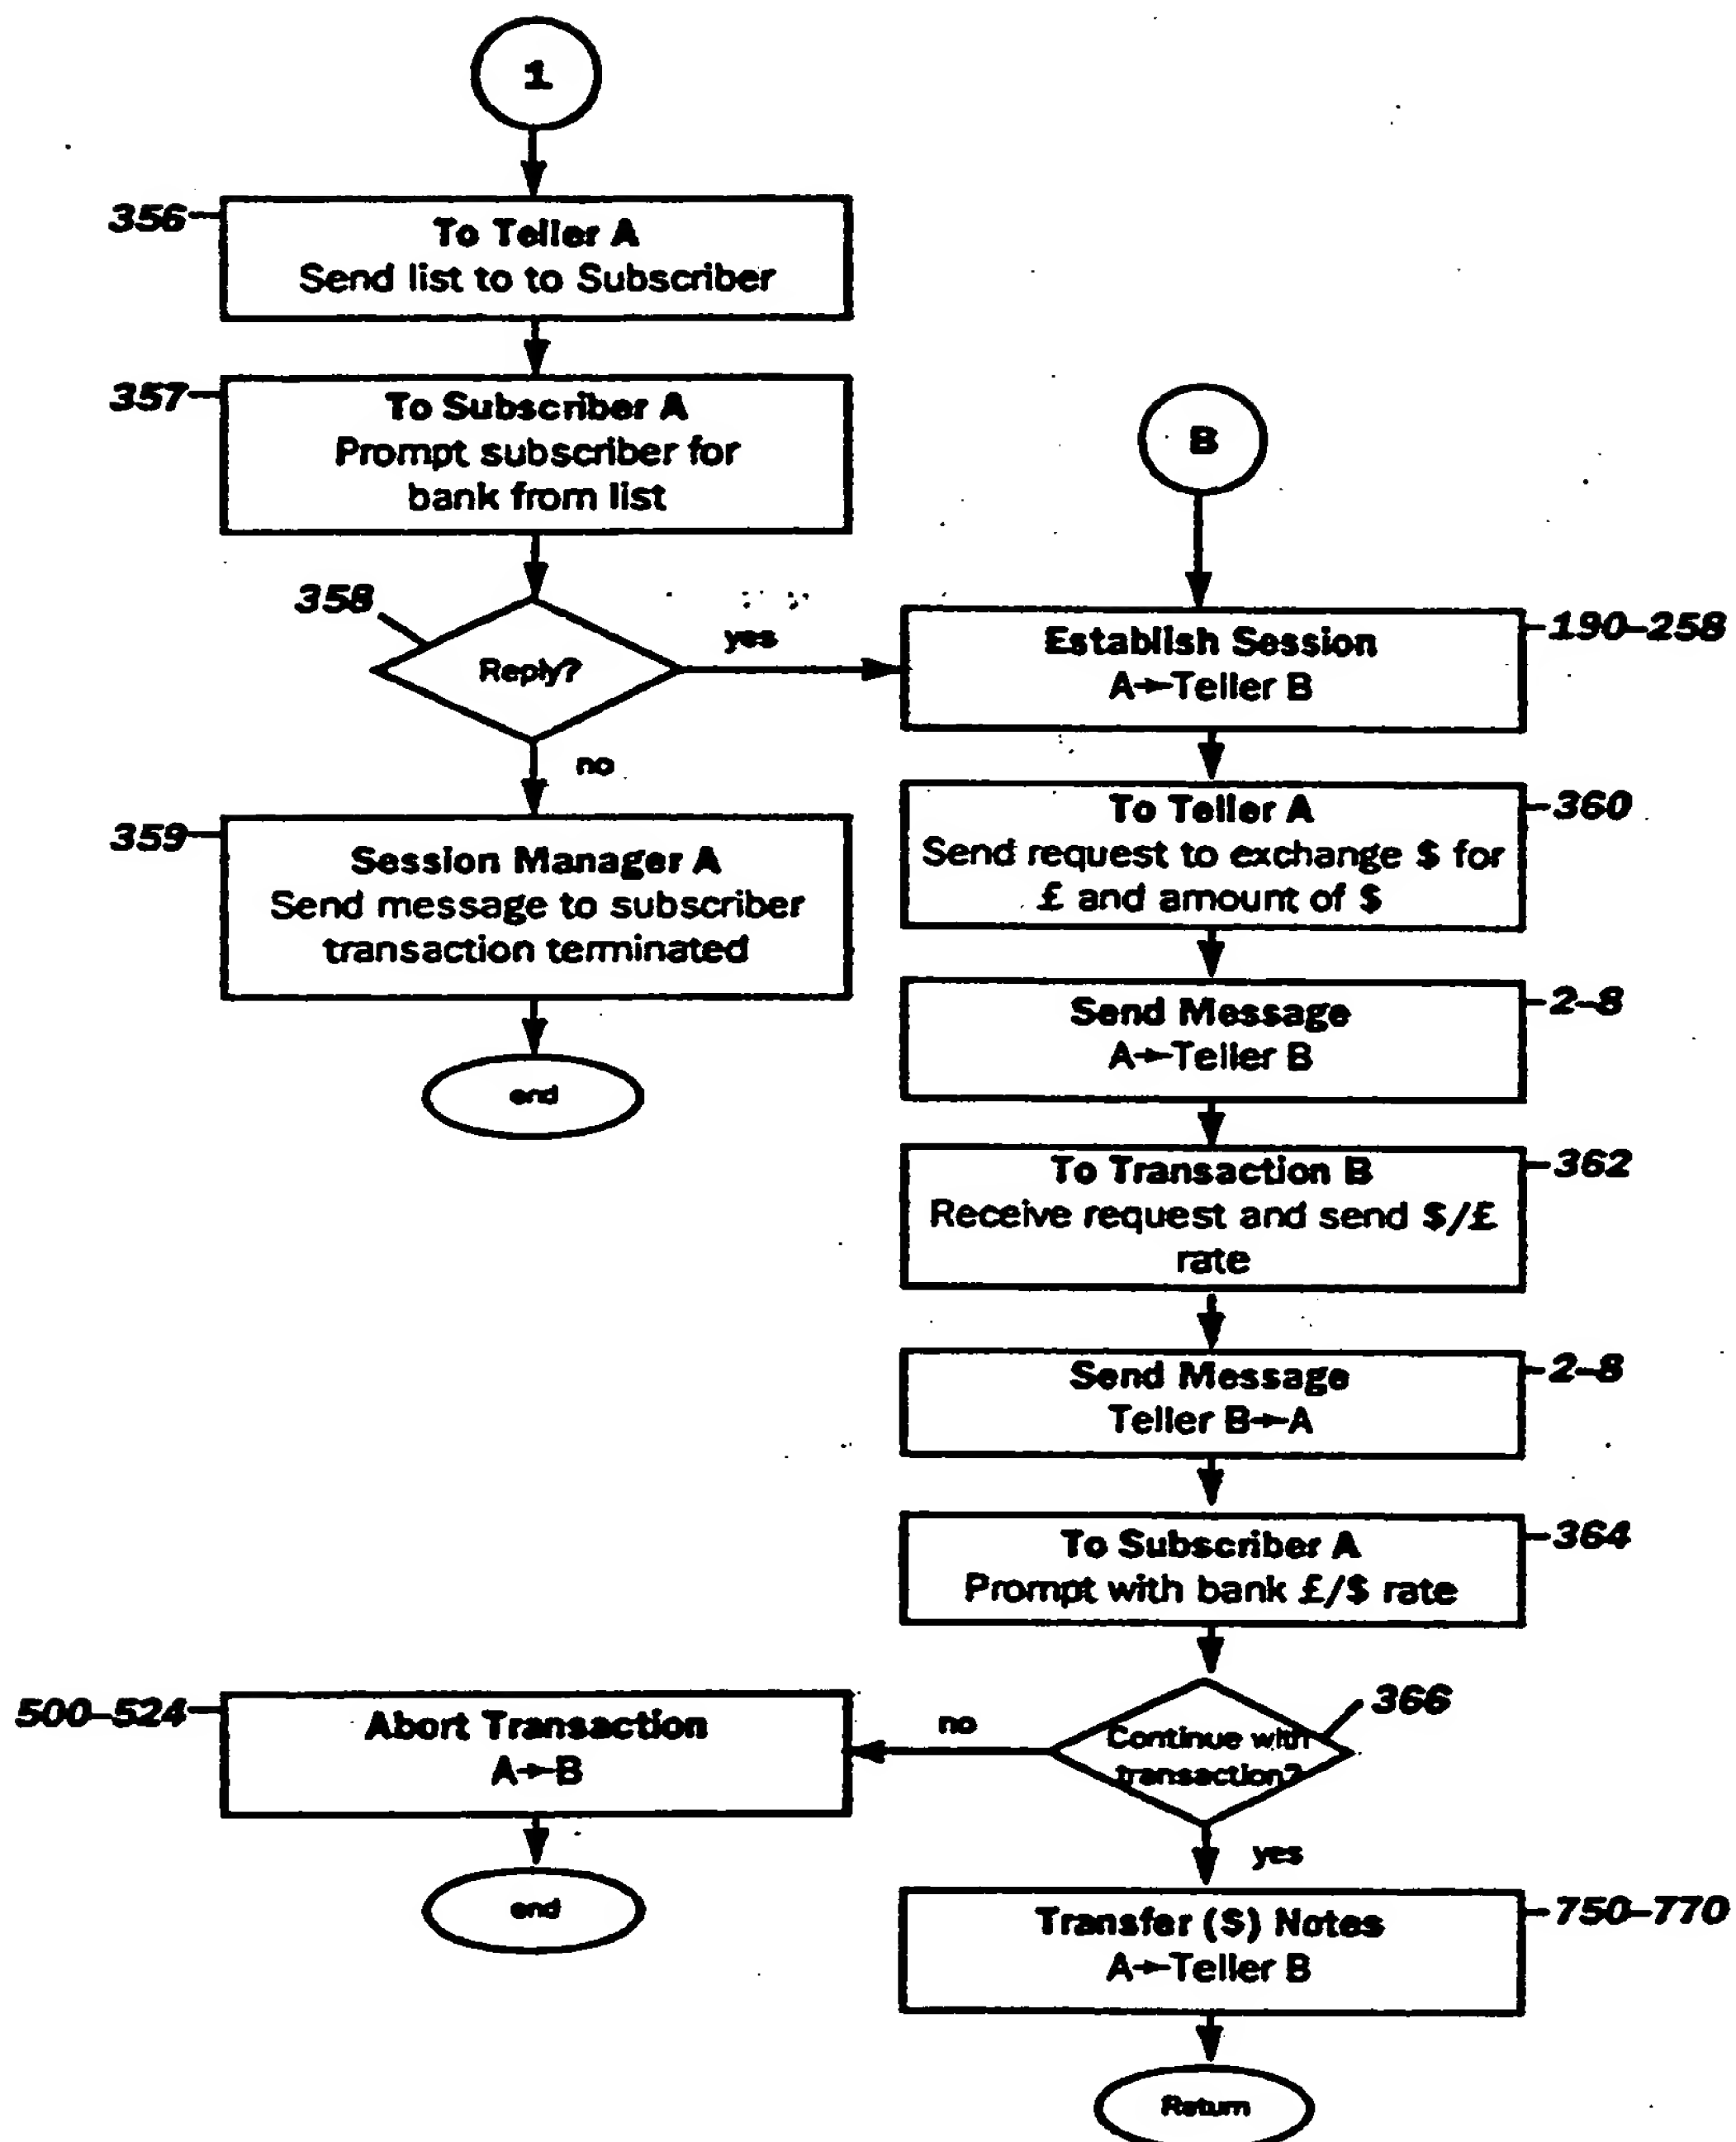 1
356
To Teller A
Send list to to Subscriber
357
To Subscriber A
Prompt subscriber for
bank from list
358
Reply?
yes
no
359
Session Manager A
Send message to subscriber
transaction terminated
end
B
190-258
Establish Session
A→Teller B
360
To Teller A
Send request to exchange $ for
£ and amount of $
2-8
Send Message
A→Teller B
362
To Transaction B
Receive request and send $/£
rate
2-8
Send Message
Teller B→A
364
To Subscriber A
Prompt with bank £/$ rate
366
Continue with
transaction?
no
500-524
Abort Transaction
A→B
end
yes
750-770
Transfer ($) Notes
A→Teller B
Return